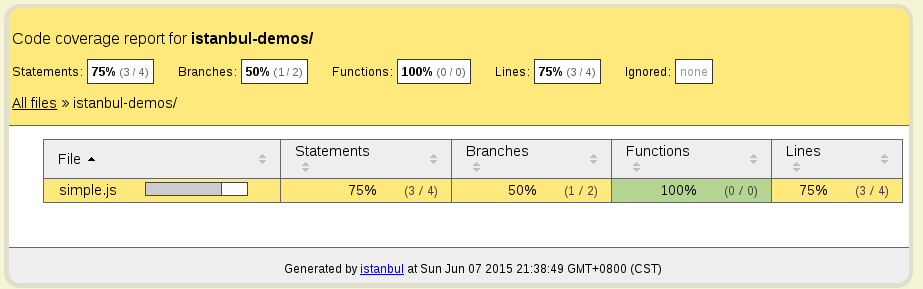 Code coverage report for istanbul-demos/
Statements: 75% (3 / 4) Branches: 50% (1 / 2) Functions: 100% (0 / 0) Lines: 75% (3 / 4) Ignored: none
All files » istanbul-demos/
File Statements Branches Functions Lines
simple.js 75% (3 / 4) 50% (1 / 2) 100% (0 / 0) 75% (3 / 4)
Generated by istanbul at Sun Jun 07 2015 21:38:49 GMT+0800 (CST)